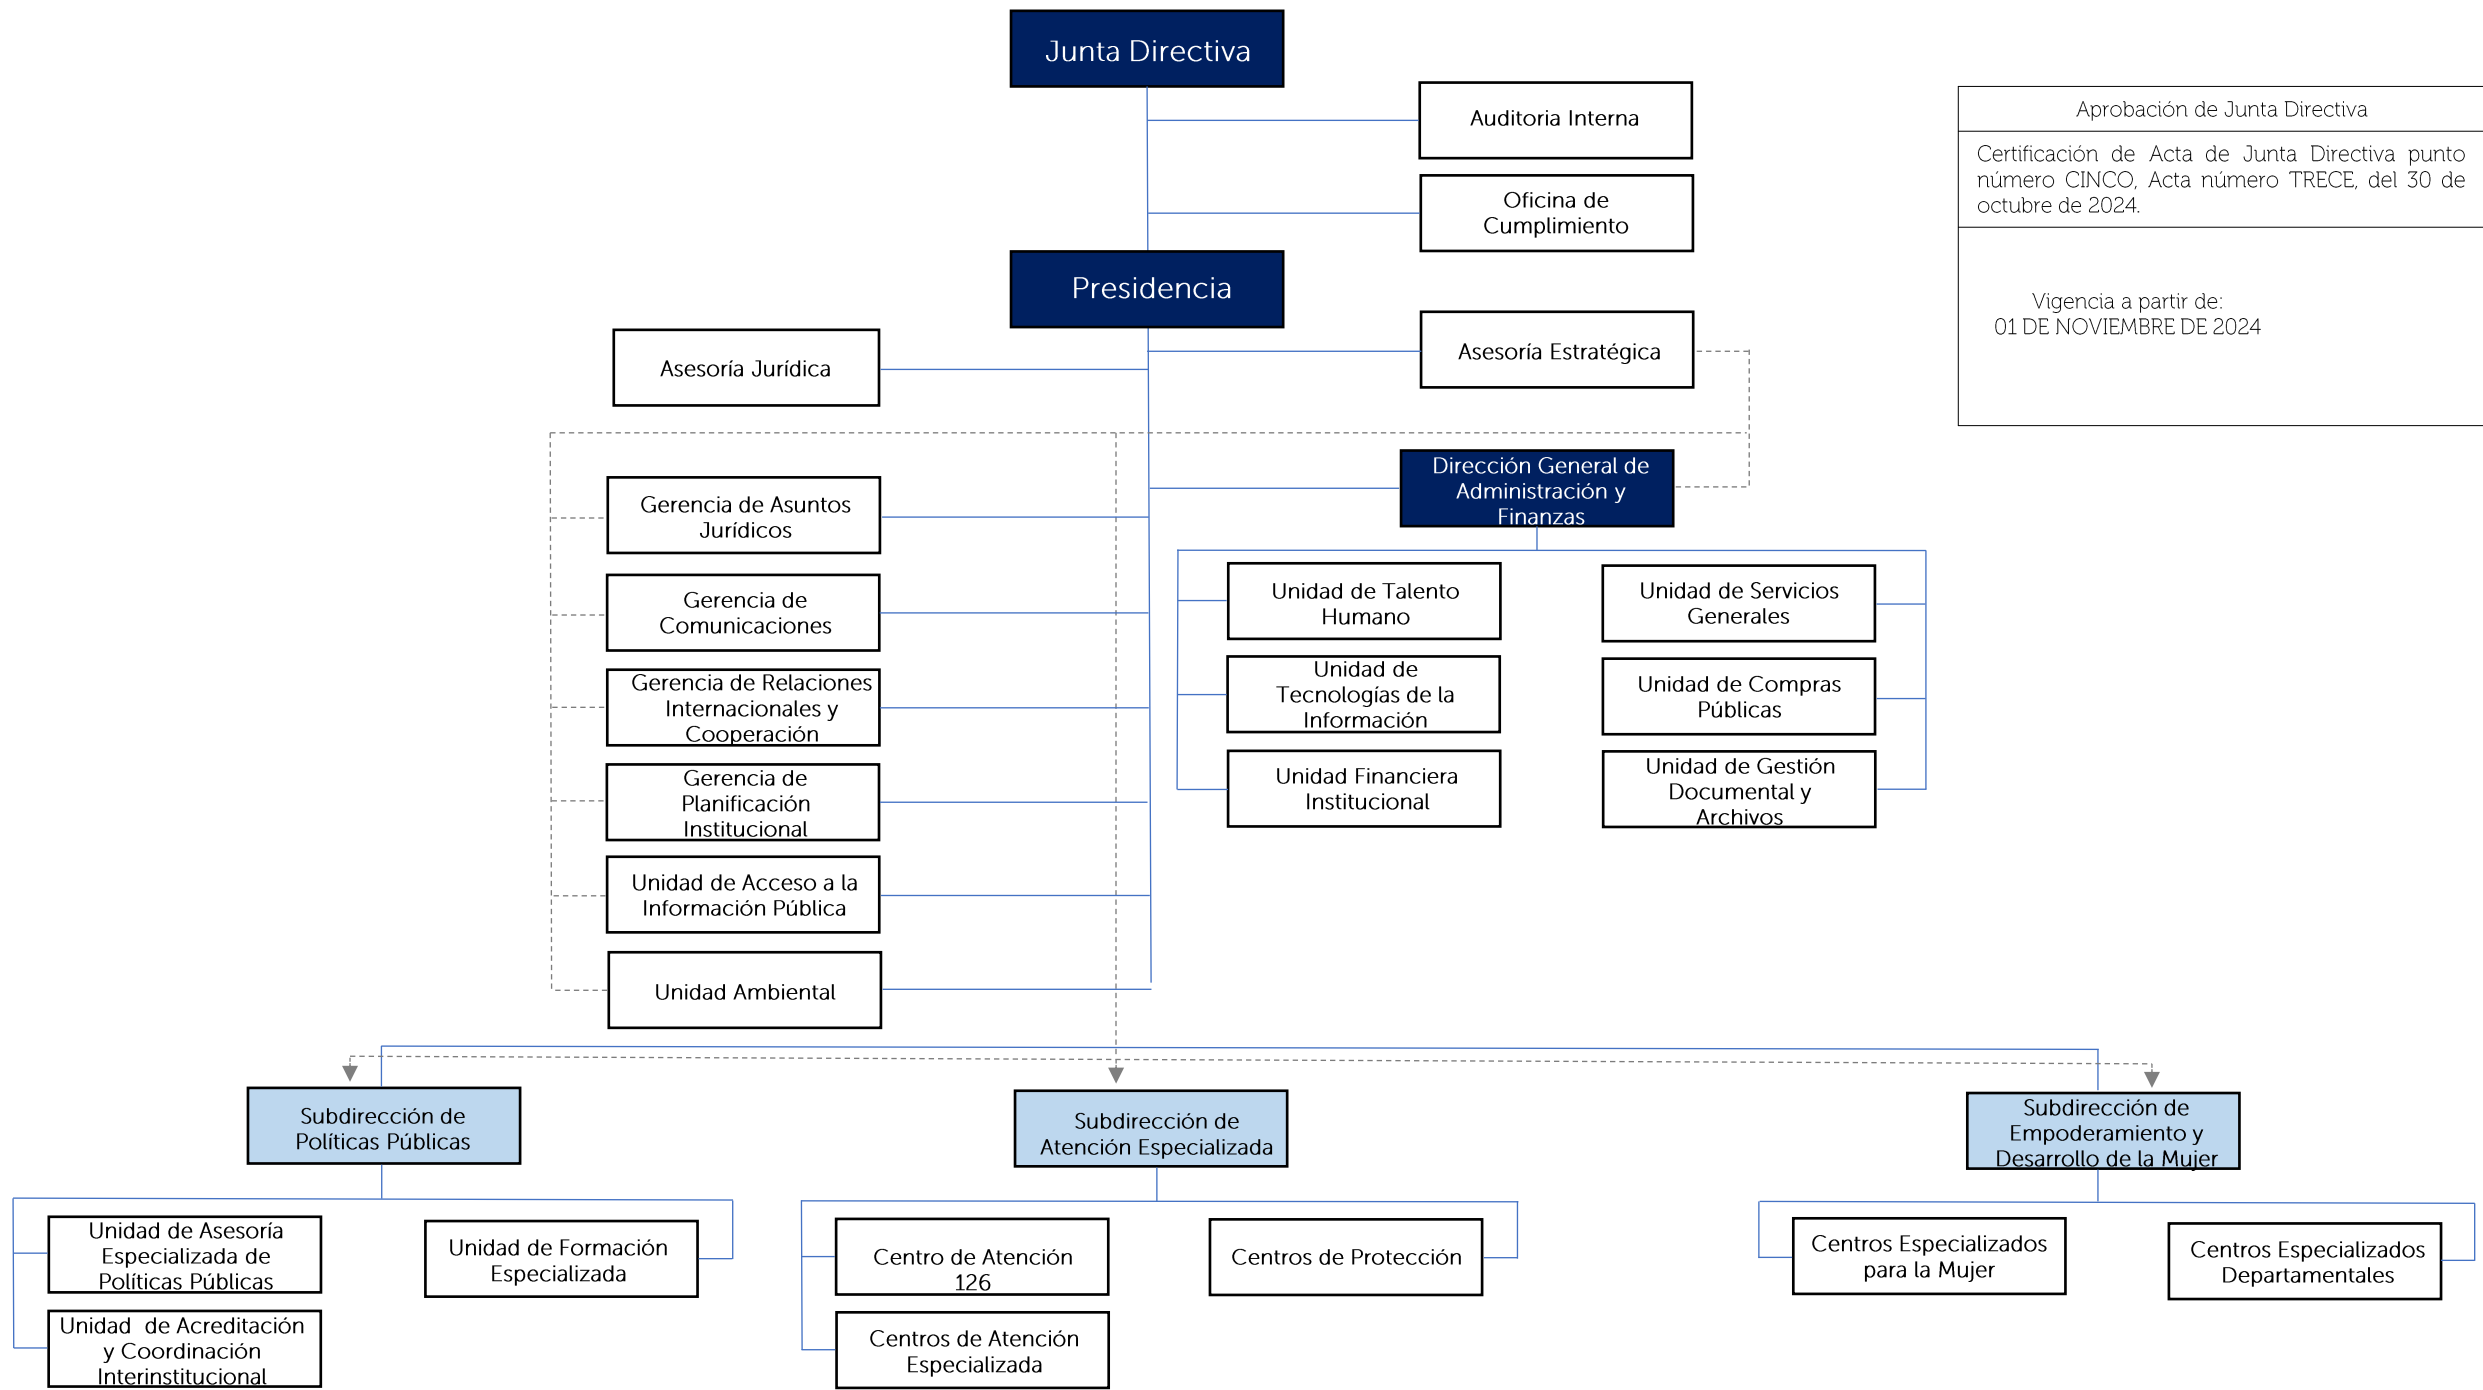 Junta Directiva
Auditoria Interna
Oficina de
Cumplimiento
Aprobación de Junta Directiva
Certificación de Acta de Junta Directiva punto
número CINCO, Acta número TRECE, del 30 de
octubre de 2024.
Vigencia a partir de:
01 DE NOVIEMBRE DE 2024
Presidencia
Asesoría Jurídica
Asesoría Estratégica
Gerencia de Asuntos
Jurídicos
Gerencia de
Comunicaciones
Gerencia de Relaciones
Internacionales y
Cooperación
Gerencia de
Planificación
Institucional
Unidad de Acceso a la
Información Pública
Unidad Ambiental
Dirección General de
Administración y
Finanzas
Unidad de Talento
Humano
Unidad de
Tecnologías de la
Información
Unidad Financiera
Institucional
Unidad de Servicios
Generales
Unidad de Compras
Públicas
Unidad de Gestión
Documental y
Archivos
Subdirección de
Políticas Públicas
Unidad de Asesoría
Especializada de
Políticas Públicas
Unidad  de Acreditación
y Coordinación
Interinstitucional
Unidad de Formación
Especializada
Subdirección de
Atención Especializada
Centro de Atención
126
Centros de Atención
Especializada
Centros de Protección
Subdirección de
Empoderamiento y
Desarrollo de la Mujer
Centros Especializados
para la Mujer
Centros Especializados
Departamentales